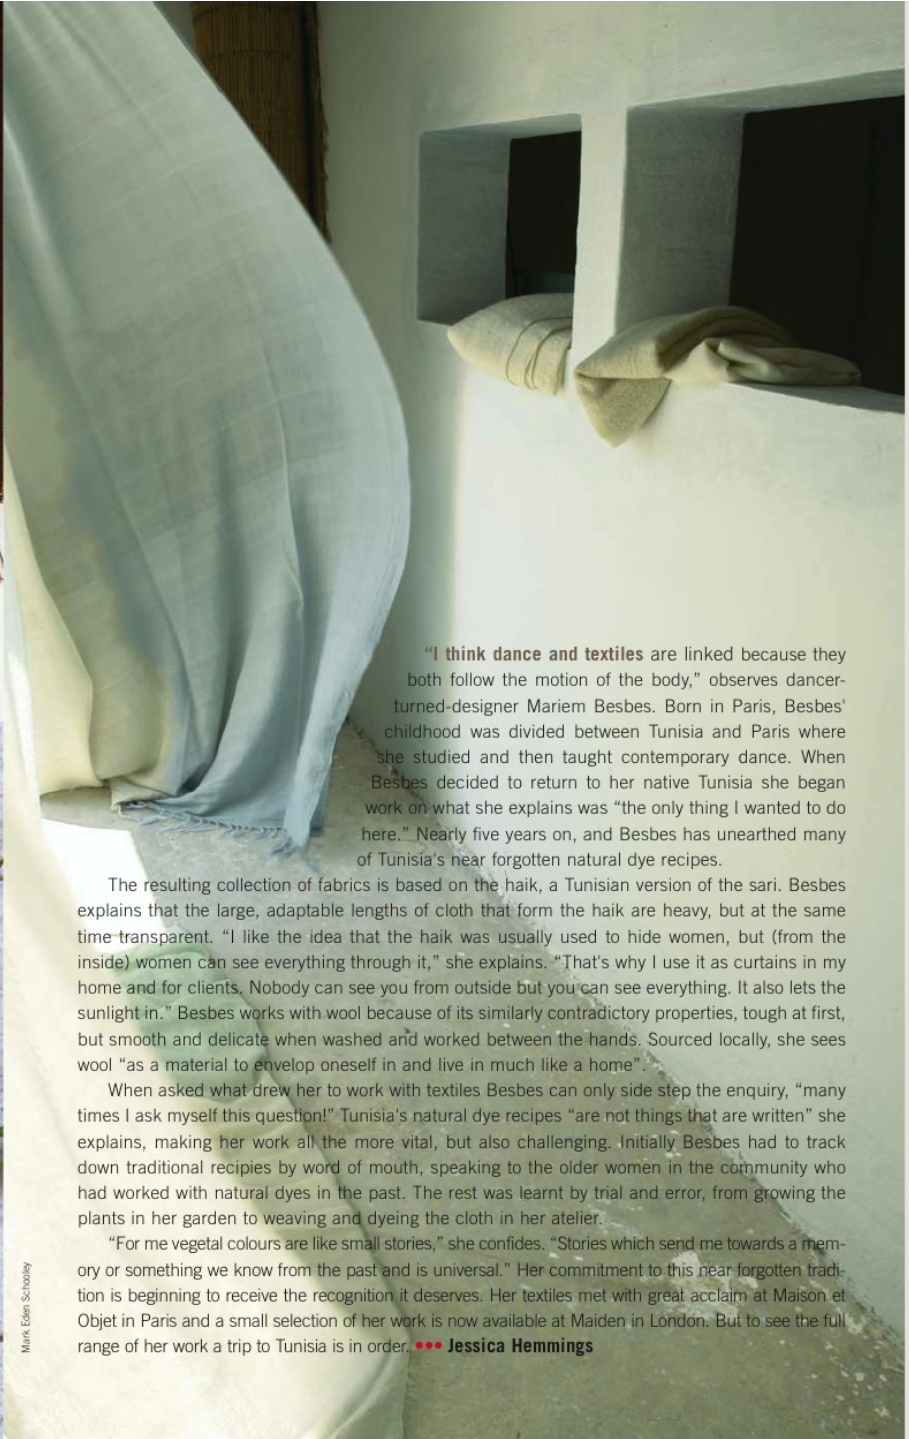 “I think dance and textiles are linked because they
both follow the motion of the body,” observes dancer-
turned-designer Mariem Besbes. Born in Paris, Besbes'
childhood was divided between Tunisia and Paris where
she studied and then taught contemporary dance. When
Besbes decided to return to her native Tunisia she began
work on what she explains was “the only thing I wanted to do
here.” Nearly five years on, and Besbes has unearthed many
of Tunisia's near forgotten natural dye recipes.
The resulting collection of fabrics is based on the haik, a Tunisian version of the sari. Besbes
explains that the large, adaptable lengths of cloth that form the haik are heavy, but at the same
time transparent. “I like the idea that the haik was usually used to hide women, but (from the
inside) women can see everything through it,” she explains. “That's why I use it as curtains in my
home and for clients. Nobody can see you from outside but you can see everything. It also lets the
sunlight in.” Besbes works with wool because of its similarly contradictory properties, tough at first,
but smooth and delicate when washed and worked between the hands. Sourced locally, she sees
wool “as a material to envelop oneself in and live in much like a home”.
When asked what drew her to work with textiles Besbes can only side step the enquiry, “many
times I ask myself this question!” Tunisia's natural dye recipes “are not things that are written” she
explains, making her work all the more vital, but also challenging. Initially Besbes had to track
down traditional recipies by word of mouth, speaking to the older women in the community who
had worked with natural dyes in the past. The rest was learnt by trial and error, from growing the
plants in her garden to weaving and dyeing the cloth in her atelier.
“For me vegetal colours are like small stories,” she confides. “Stories which send me towards a mem-
ory or something we know from the past and is universal.” Her commitment to this near forgotten tradi-
tion is beginning to receive the recognition it deserves. Her textiles met with great acclaim at Maison et
Objet in Paris and a small selection of her work is now available at Maiden in London. But to see the full
range of her work a trip to Tunisia is in order. ••• Jessica Hemmings
Mark Eden Schooley